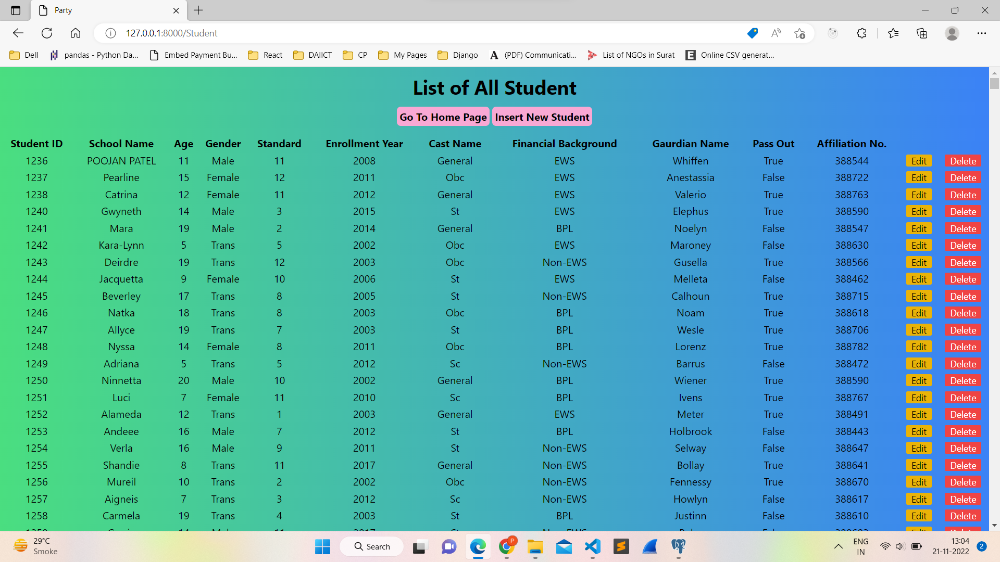 Party
127.0.0.1:8000/Student
Dell pandas - Python Da... Embed Payment Bu... React DAIICT CP My Pages Django (PDF) Communicati... List of NGOs in Surat Online CSV generat...
List of All Student
Go To Home Page Insert New Student
Student ID School Name Age Gender Standard Enrollment Year Cast Name Financial Background Gaurdian Name Pass Out Affiliation No.
1236 POOJAN PATEL 11 Male 11 2008 General EWS Whiffen True 388544 Edit Delete
1237 Pearline 15 Female 12 2011 Obc EWS Anestassia False 388722 Edit Delete
1238 Catrina 12 Female 11 2012 General EWS Valerio True 388763 Edit Delete
1240 Gwyneth 14 Male 3 2015 St EWS Elephus True 388590 Edit Delete
1241 Mara 19 Male 2 2014 General BPL Noelyn False 388547 Edit Delete
1242 Kara-Lynn 5 Trans 5 2002 Obc EWS Maroney False 388630 Edit Delete
1243 Deirdre 19 Trans 12 2003 Obc Non-EWS Gusella True 388566 Edit Delete
1244 Jacquetta 9 Female 10 2006 St EWS Melleta False 388462 Edit Delete
1245 Beverley 17 Trans 8 2005 St Non-EWS Calhoun True 388715 Edit Delete
1246 Natka 18 Trans 8 2003 Obc BPL Noam True 388618 Edit Delete
1247 Allyce 19 Trans 7 2003 St BPL Wesle True 388706 Edit Delete
1248 Nyssa 14 Female 8 2011 Obc BPL Lorenz True 388782 Edit Delete
1249 Adriana 5 Trans 5 2012 Sc Non-EWS Barrus False 388472 Edit Delete
1250 Ninnetta 20 Male 10 2002 General BPL Wiener True 388590 Edit Delete
1251 Luci 7 Female 11 2010 Sc BPL Ivens True 388767 Edit Delete
1252 Alameda 12 Trans 1 2003 General EWS Meter True 388491 Edit Delete
1253 Andeee 16 Male 7 2012 St BPL Holbrook False 388443 Edit Delete
1254 Verla 16 Male 9 2011 St Non-EWS Selway False 388647 Edit Delete
1255 Shandie 8 Trans 11 2017 General Non-EWS Bollay True 388641 Edit Delete
1256 Mureil 10 Trans 2 2002 Obc Non-EWS Fennessy True 388670 Edit Delete
1257 Aigneis 7 Trans 3 2012 Sc Non-EWS Howlyn False 388617 Edit Delete
1258 Carmela 19 Trans 4 2003 St BPL Justinn False 388610 Edit Delete
29°C
Smoke
Search
P
ENG
IN
13:04
21-11-2022
2